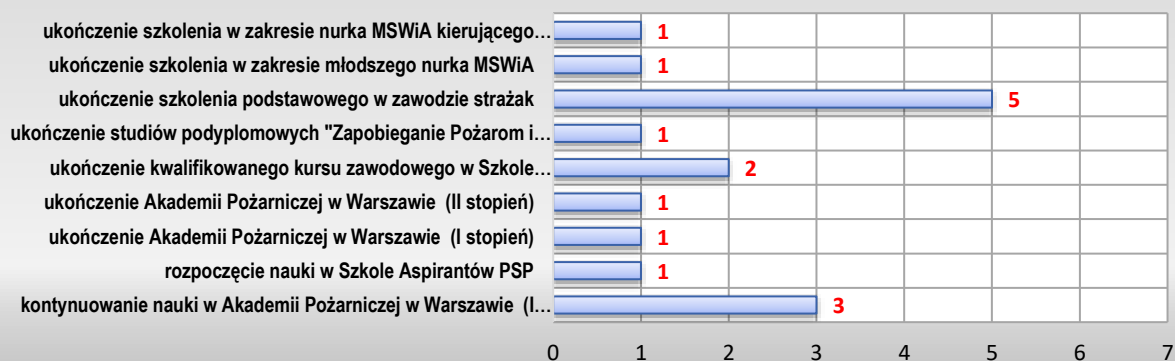 ukończenie szkolenia w zakresie nurka MSWiA kierującego… 1
ukończenie szkolenia w zakresie młodszego nurka MSWiA 1
ukończenie szkolenia podstawowego w zawodzie strażak 5
ukończenie studiów podyplomowych "Zapobieganie Pożarom i… 1
ukończenie kwalifikowanego kursu zawodowego w Szkole… 2
ukończenie Akademii Pożarniczej w Warszawie (II stopień) 1
ukończenie Akademii Pożarniczej w Warszawie (I stopień) 1
rozpoczęcie nauki w Szkole Aspirantów PSP 1
kontynuowanie nauki w Akademii Pożarniczej w Warszawie (I… 3
0 1 2 3 4 5 6 7